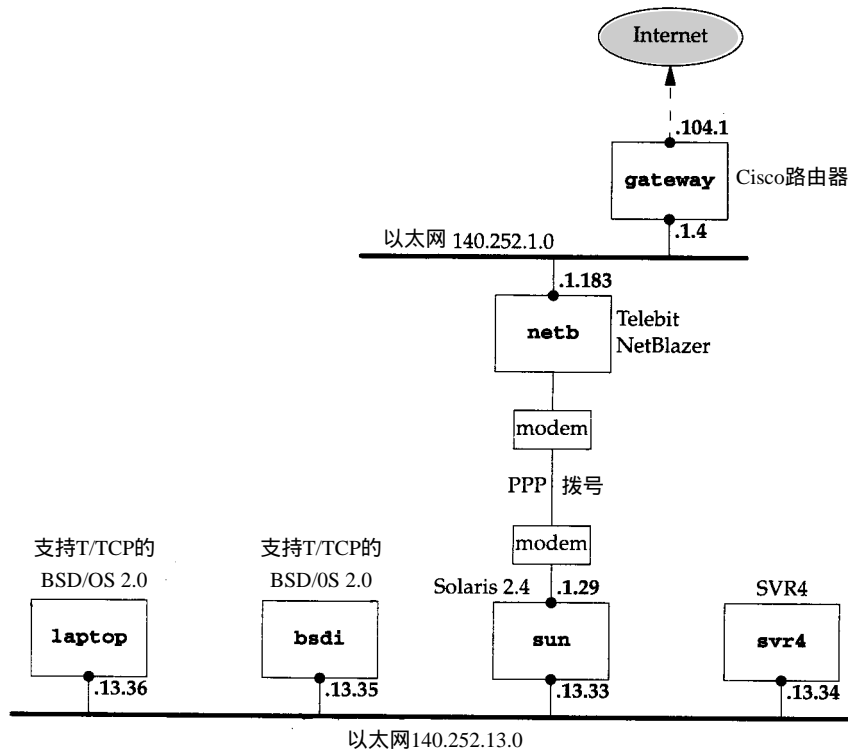 Internet
.104.1
gateway
Cisco路由器
.1.4
以太网 140.252.1.0
.1.183
netb
Telebit
NetBlazer
modem
PPP 拨号
modem
支持T/TCP的
BSD/OS 2.0
支持T/TCP的
BSD/0S 2.0
Solaris 2.4
.1.29
SVR4
laptop
bsdi
sun
svr4
.13.36
.13.35
.13.33
.13.34
以太网140.252.13.0